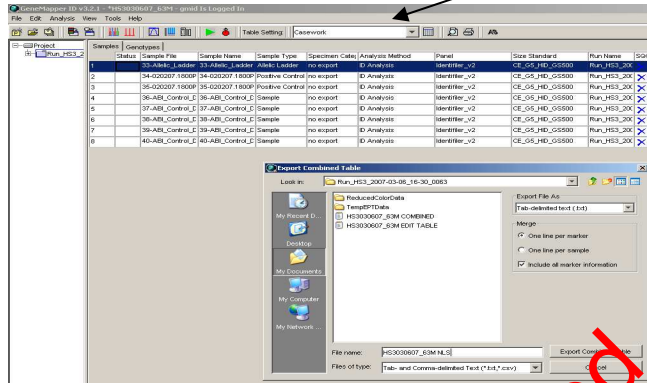 GeneMapper ID v3.2.1 - *HS3030607_63M - gmid Is Logged In
File Edit Analysis View Tools Help
Table Setting: Casework
Project
Run_HS3_2
Samples Genotypes
Status Sample File Sample Name Sample Type Specimen Cate Analysis Method Panel Size Standard Run Name SQ
1 33-Allelic_Ladder 33-Allelic_Ladder Allelic Ladder no export ID Analysis Identifiler_v2 CE_G5_HID_GS500 Run_HS3_200
2 34-020207.1800P 34-020207.1800P Positive Control no export ID Analysis Identifiler_v2 CE_G5_HID_GS500 Run_HS3_200
3 35-020207.1800P 35-020207.1800P Positive Control no export ID Analysis Identifiler_v2 CE_G5_HID_GS500 Run_HS3_200
4 36-ABI_Control_D 36-ABI_Control_D Sample no export ID Analysis Identifiler_v2 CE_G5_HID_GS500 Run_HS3_200
5 37-ABI_Control_D 37-ABI_Control_D Sample no export ID Analysis Identifiler_v2 CE_G5_HID_GS500 Run_HS3_200
6 38-ABI_Control_D 38-ABI_Control_D Sample no export ID Analysis Identifiler_v2 CE_G5_HID_GS500 Run_HS3_200
7 39-ABI_Control_D 39-ABI_Control_D Sample no export ID Analysis Identifiler_v2 CE_G5_HID_GS500 Run_HS3_200
8 40-ABI_Control_D 40-ABI_Control_D Sample no export ID Analysis Identifiler_v2 CE_G5_HID_GS500 Run_HS3_200
Export Combined Table
Look in: Run_HS3_2007-03-06_16-30_0063
ReducedColorData
TempEPTData
HS3030607_63M COMBINED
HS3030607_63M EDIT TABLE
My Recent D...
Desktop
My Documents
My Computer
My Network ...
Export File As
Tab-delimited text (.txt)
Merge
One line per marker
One line per sample
Include all marker information
File name: HS3030607_63M NLS
Export Combined Table
Files of type: Tab- and Comma-delimited Text (*.txt,*.csv)
Cancel